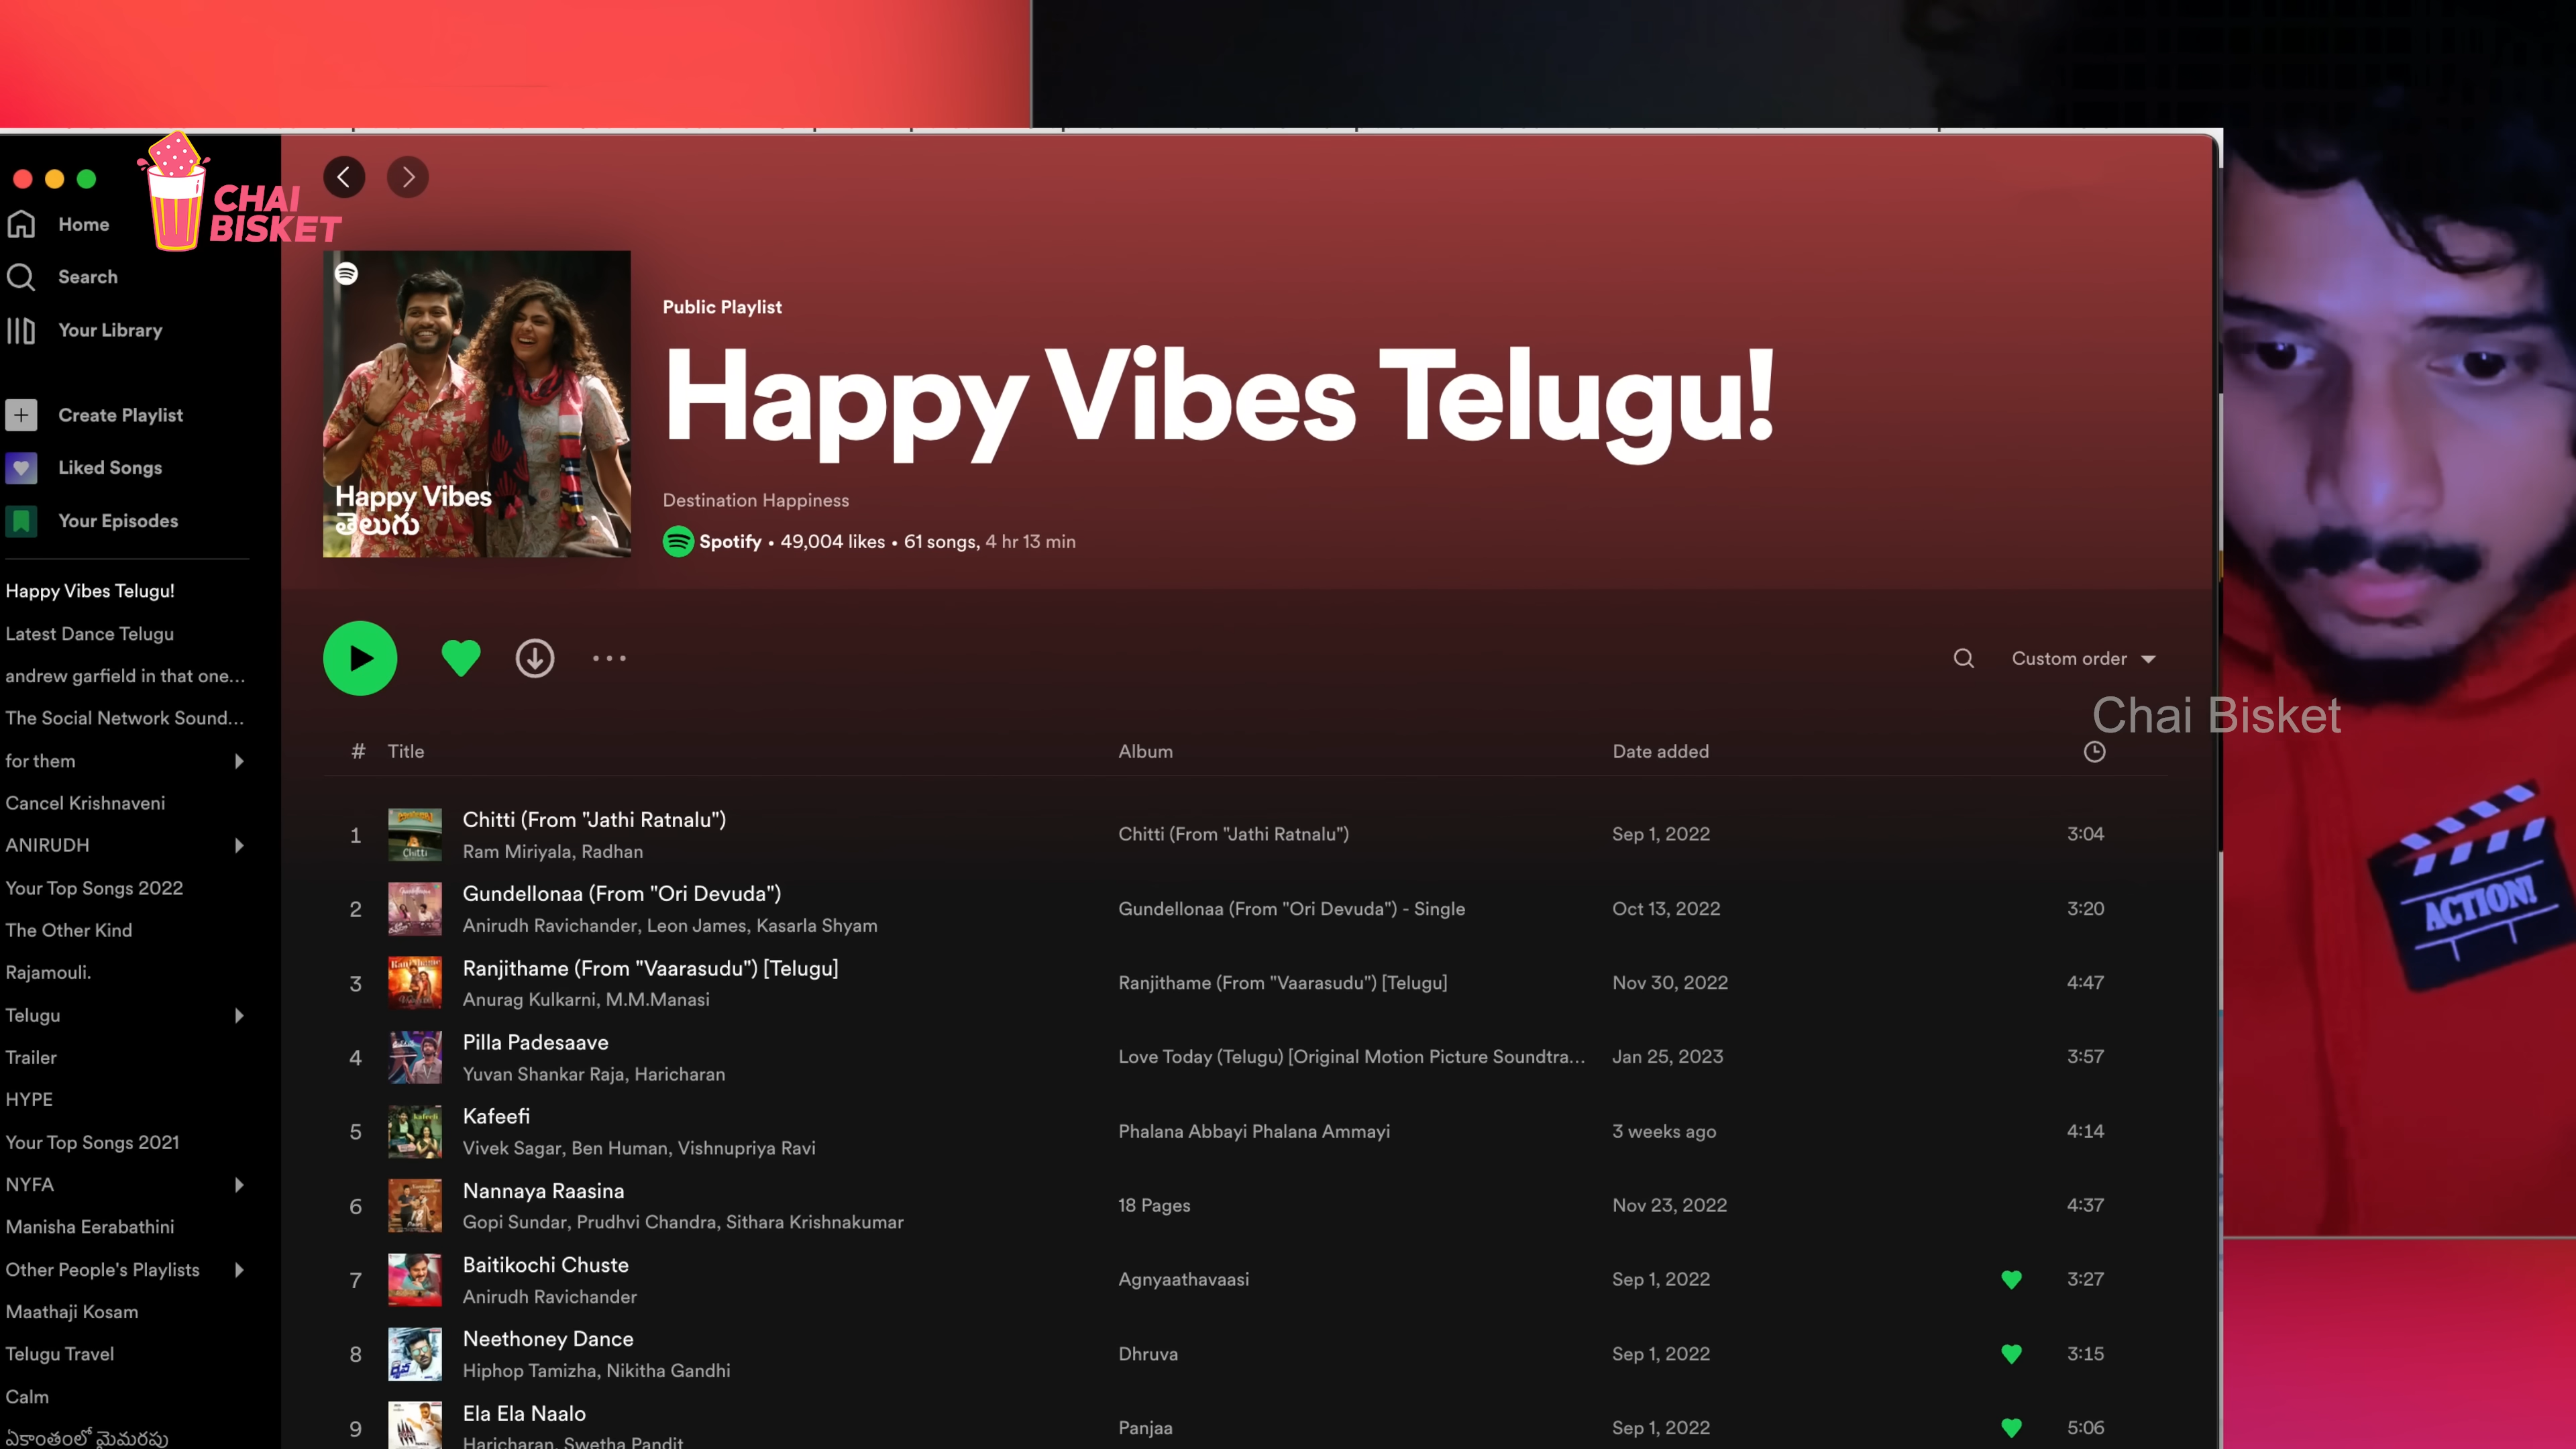 CHAI
BISKET
Home
Search
Your Library
Create Playlist
Liked Songs
Your Episodes
Happy Vibes Telugu!
Latest Dance Telugu
andrew garfield in that one...
The Social Network Sound...
for them
Cancel Krishnaveni
ANIRUDH
Your Top Songs 2022
The Other Kind
Rajamouli.
Telugu
Trailer
HYPE
Your Top Songs 2021
NYFA
Manisha Eerabathini
Other People's Playlists
Maathaji Kosam
Telugu Travel
Calm
ఏకాంతంలో మైమరపు
Happy Vibes
తెలుగు
Public Playlist
Happy Vibes Telugu!
Destination Happiness
Spotify • 49,004 likes • 61 songs, 4 hr 13 min
Custom order
Chai Bisket
# Title Album Date added
1 Chitti (From "Jathi Ratnalu") Chitti (From "Jathi Ratnalu") Sep 1, 2022 3:04
Ram Miriyala, Radhan
2 Gundellonaa (From "Ori Devuda") Gundellonaa (From "Ori Devuda") - Single Oct 13, 2022 3:20
Anirudh Ravichander, Leon James, Kasarla Shyam
3 Ranjithame (From "Vaarasudu") [Telugu] Ranjithame (From "Vaarasudu") [Telugu] Nov 30, 2022 4:47
Anurag Kulkarni, M.M.Manasi
4 Pilla Padesaave Love Today (Telugu) [Original Motion Picture Soundtra... Jan 25, 2023 3:57
Yuvan Shankar Raja, Haricharan
5 Kafeefi Phalana Abbayi Phalana Ammayi 3 weeks ago 4:14
Vivek Sagar, Ben Human, Vishnupriya Ravi
6 Nannaya Raasina 18 Pages Nov 23, 2022 4:37
Gopi Sundar, Prudhvi Chandra, Sithara Krishnakumar
7 Baitikochi Chuste Agnyaathavaasi Sep 1, 2022 3:27
Anirudh Ravichander
8 Neethoney Dance Dhruva Sep 1, 2022 3:15
Hiphop Tamizha, Nikitha Gandhi
9 Ela Ela Naalo Panjaa Sep 1, 2022 5:06
Haricharan, Swetha Pandit
ACTION!